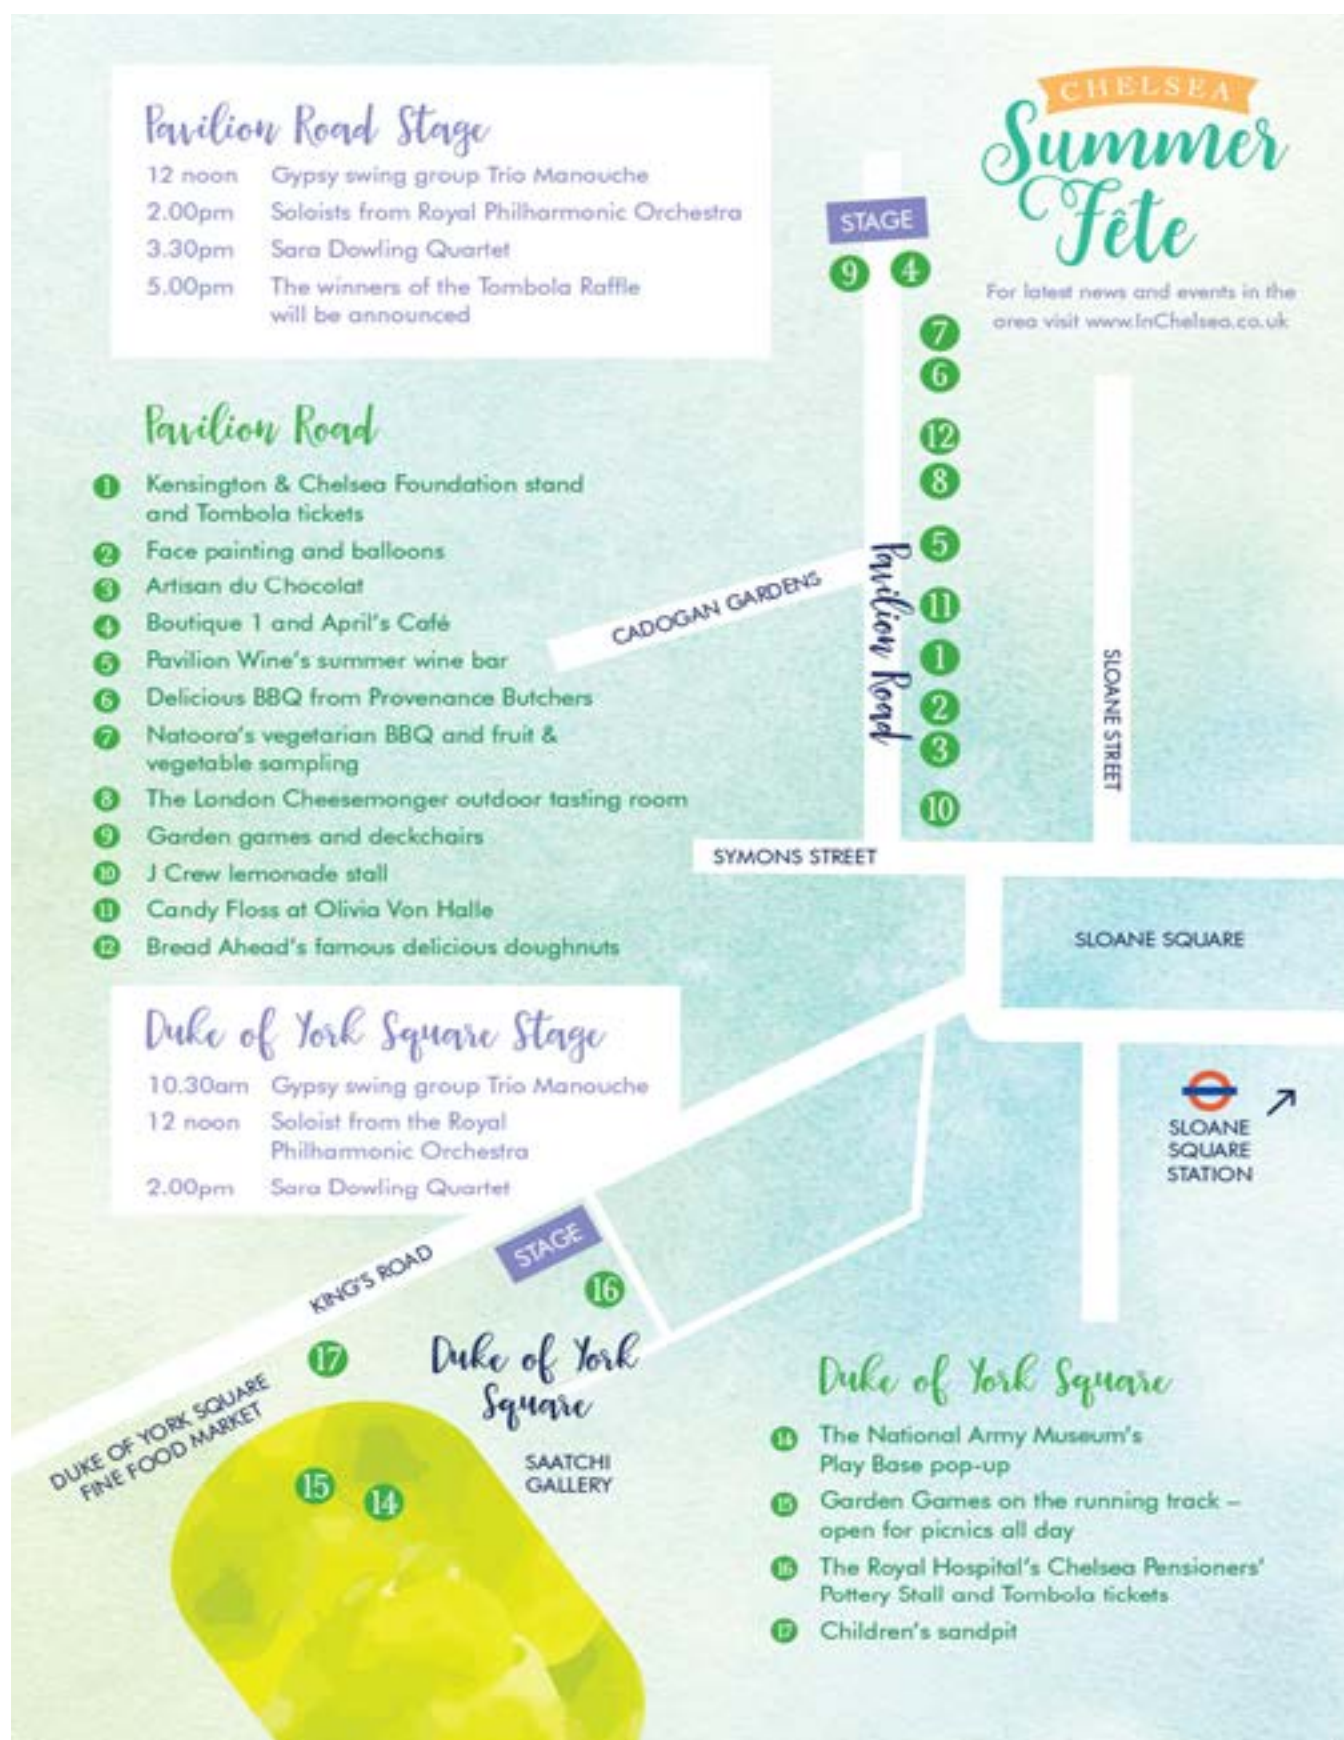 CHELSEA
Summer
Fête
For latest news and events in the
area visit www.InChelsea.co.uk
Pavilion Road Stage
12 noon Gypsy swing group Trio Manouche
2.00pm Soloists from Royal Philharmonic Orchestra
3.30pm Sara Dowling Quartet
5.00pm The winners of the Tombola Raffle
will be announced
Pavilion Road
1 Kensington & Chelsea Foundation stand
and Tombola tickets
2 Face painting and balloons
3 Artisan du Chocolat
4 Boutique 1 and April's Café
5 Pavilion Wine's summer wine bar
6 Delicious BBQ from Provenance Butchers
7 Natoora's vegetarian BBQ and fruit &
vegetable sampling
8 The London Cheesemonger outdoor tasting room
9 Garden games and deckchairs
10 J Crew lemonade stall
11 Candy Floss at Olivia Von Halle
12 Bread Ahead's famous delicious doughnuts
STAGE
9 4
7
6
12
8
5
11
1
2
3
10
Pavilion Road
CADOGAN GARDENS
SLOANE STREET
SYMONS STREET
SLOANE SQUARE
SLOANE
SQUARE
STATION
Duke of York Square Stage
10.30am Gypsy swing group Trio Manouche
12 noon Soloist from the Royal
Philharmonic Orchestra
2.00pm Sara Dowling Quartet
STAGE
KING'S ROAD
16
17
Duke of York
Square
DUKE OF YORK SQUARE
FINE FOOD MARKET
SAATCHI
GALLERY
15
14
Duke of York Square
14 The National Army Museum's
Play Base pop-up
15 Garden Games on the running track –
open for picnics all day
16 The Royal Hospital's Chelsea Pensioners'
Pottery Stall and Tombola tickets
17 Children's sandpit